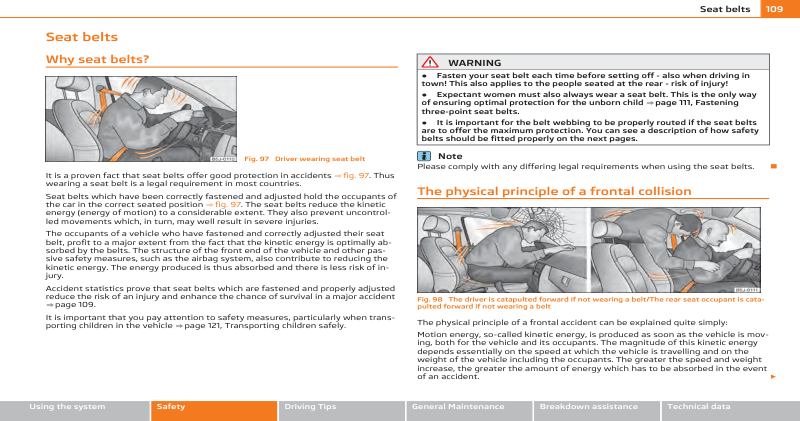 Seat belts
109
Seat belts
Why seat belts?
B6J-0110
Fig. 97 Driver wearing seat belt
It is a proven fact that seat belts offer good protection in accidents ⇒ fig. 97. Thus
wearing a seat belt is a legal requirement in most countries.
Seat belts which have been correctly fastened and adjusted hold the occupants of
the car in the correct seated position ⇒ fig. 97. The seat belts reduce the kinetic
energy (energy of motion) to a considerable extent. They also prevent uncontrol-
led movements which, in turn, may well result in severe injuries.
The occupants of a vehicle who have fastened and correctly adjusted their seat
belt, profit to a major extent from the fact that the kinetic energy is optimally ab-
sorbed by the belts. The structure of the front end of the vehicle and other pas-
sive safety measures, such as the airbag system, also contribute to reducing the
kinetic energy. The energy produced is thus absorbed and there is less risk of in-
jury.
Accident statistics prove that seat belts which are fastened and properly adjusted
reduce the risk of an injury and enhance the chance of survival in a major accident
⇒ page 109.
It is important that you pay attention to safety measures, particularly when trans-
porting children in the vehicle ⇒ page 121, Transporting children safely.
WARNING
● Fasten your seat belt each time before setting off - also when driving in
town! This also applies to the people seated at the rear - risk of injury!
● Expectant women must also always wear a seat belt. This is the only way
of ensuring optimal protection for the unborn child ⇒ page 111, Fastening
three-point seat belts.
● It is important for the belt webbing to be properly routed if the seat belts
are to offer the maximum protection. You can see a description of how safety
belts should be fitted properly on the next pages.
i Note
Please comply with any differing legal requirements when using the seat belts.
The physical principle of a frontal collision
Fig. 98 The driver is catapulted forward if not wearing a belt/The rear seat occupant is cata-
pulted forward if not wearing a belt
The physical principle of a frontal accident can be explained quite simply:
Motion energy, so-called kinetic energy, is produced as soon as the vehicle is mov-
ing, both for the vehicle and its occupants. The magnitude of this kinetic energy
depends essentially on the speed at which the vehicle is travelling and on the
weight of the vehicle including the occupants. The greater the speed and weight
increase, the greater the amount of energy which has to be absorbed in the event
of an accident.
Using the system
Safety
Driving Tips
General Maintenance
Breakdown assistance
Technical data